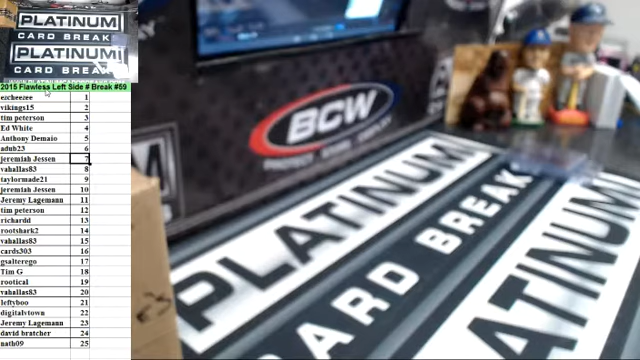 PLATINUM
CARD BREAK
PLATINUM
CARD BREAK
2015 Flawless Left Side # Break #59
ezcheezee 1
vikings15 2
tim peterson 3
Ed White 4
Anthony Demaio 5
adub23 6
jeremiah Jessen 7
vahallas83 8
taylormade21 9
jeremiah Jessen 10
Jeremy Lagemann 11
tim peterson 12
richardd 13
rootshark2 14
vahallas83 15
cards303 16
gsalterego 17
Tim G 18
rootical 19
vahallas83 20
leftyboo 21
digitalvtown 22
Jeremy Lagemann 23
david bratcher 24
nath09 25
BCW
PLATINUM
CARD BREAK
PLATINUM